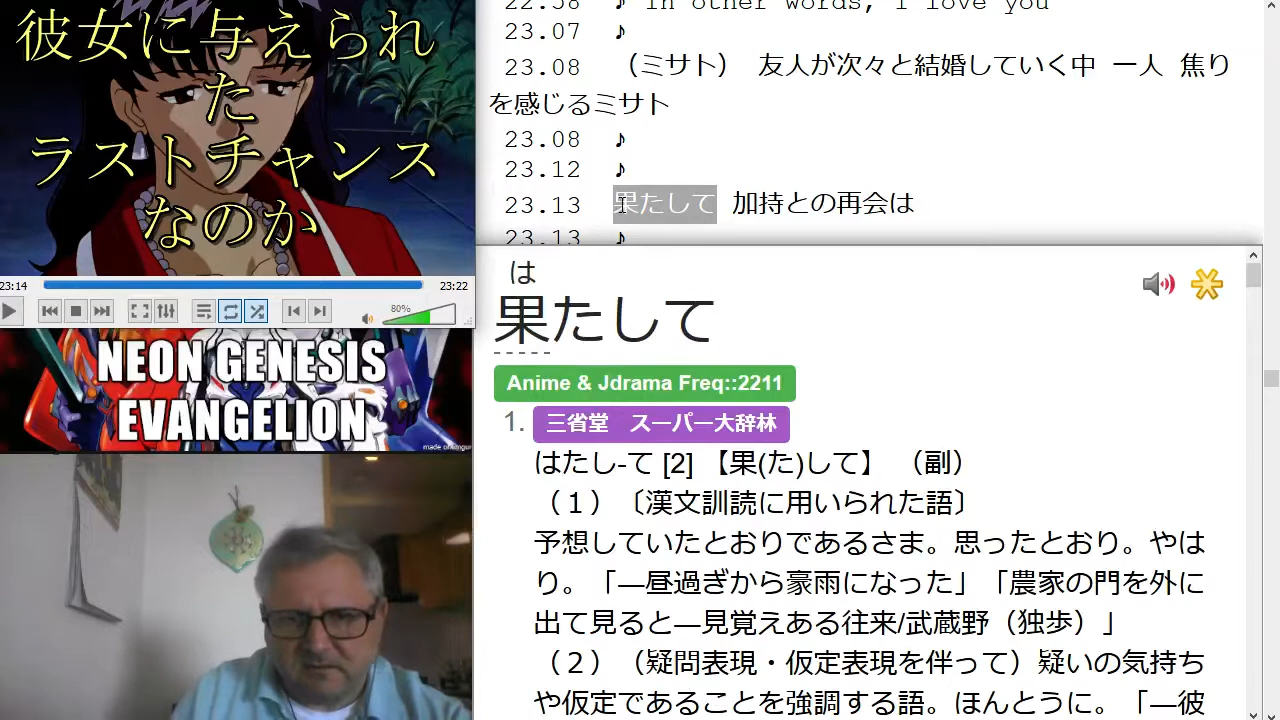 彼女に与えられ
た
ラストチャンス
なのか
23:14
23:22
80%
NEON GENESIS
EVANGELION
22.58 ♪ In other words, I love you
23.07 ♪
23.08 （ミサト） 友人が次々と結婚していく中 一人 焦り
を感じるミサト
23.08 ♪
23.12 ♪
23.13 果たして 加持との再会は
23.13 ♪
は
果たして
Anime & Jdrama Freq::2211
1. 三省堂 スーパー大辞林
はたし-て [2] 【果(た)して】 （副）
（１）〔漢文訓読に用いられた語〕
予想していたとおりであるさま。思ったとおり。やは
り。「―昼過ぎから豪雨になった」「農家の門を外に
出て見ると―見覚えある往来/武蔵野（独歩）」
（２）（疑問表現・仮定表現を伴って）疑いの気持ち
や仮定であることを強調する語。ほんとうに。「―彼